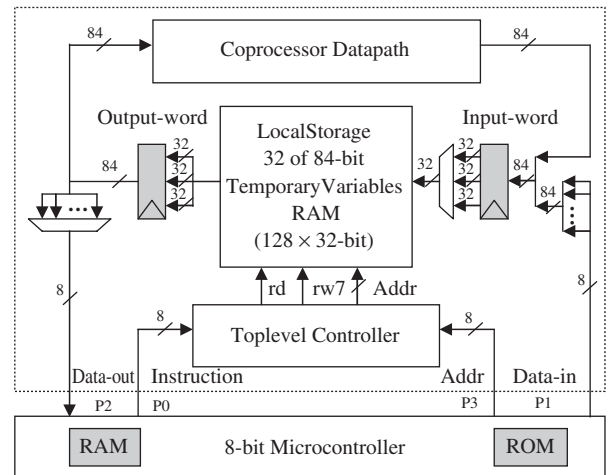 84
Coprocessor Datapath
84
Output-word
Input-word
LocalStorage
32 of 84-bit
TemporaryVariables
RAM
(128 × 32-bit)
84
32
32
32
32
32
32
32
84
84
8
rd
rw7
Addr
8
8
Toplevel Controller
8
8
Data-out
Instruction
Addr
Data-in
P2
P0
P3
P1
RAM
8-bit Microcontroller
ROM